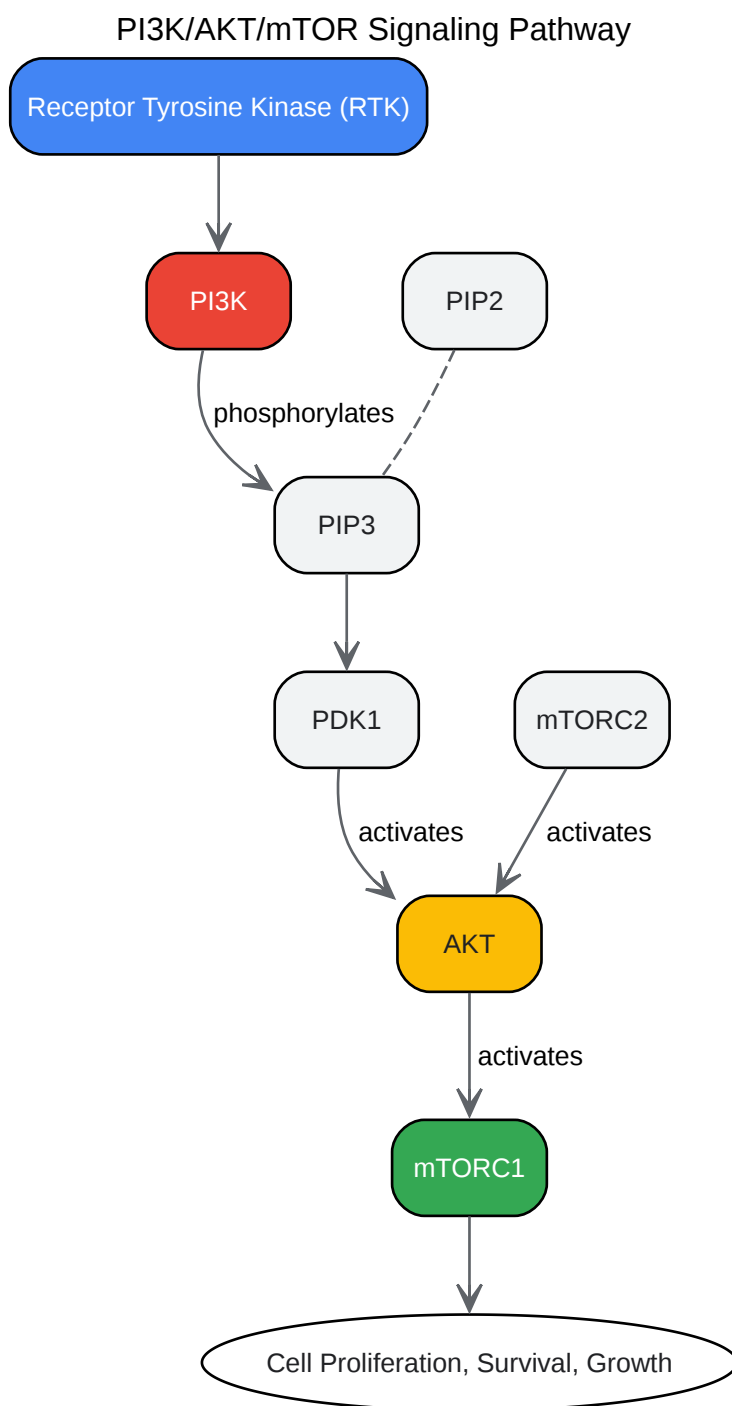 PI3K/AKT/mTOR Signaling Pathway
Receptor Tyrosine Kinase (RTK)
PI3K
PIP2
phosphorylates
PIP3
PDK1
mTORC2
activates
activates
AKT
activates
mTORC1
Cell Proliferation, Survival, Growth